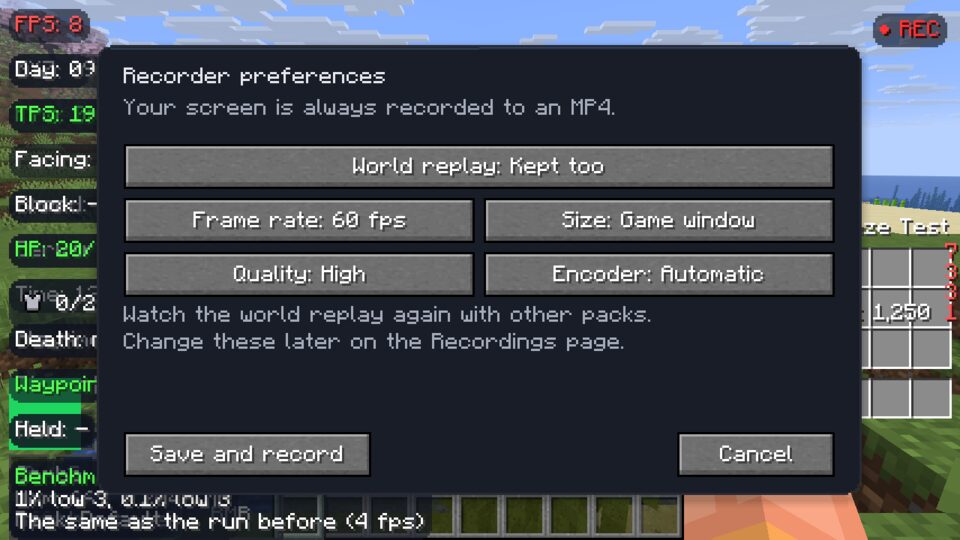 FPS: 8
REC
Day: 09
TPS: 19
Facing:
Block: -
HP: 20/
0/2
Death:
Waypoin
Held: -
Benchm
1% low 3, 0.1% low 3
The same as the run before (4 fps)
Recorder preferences
Your screen is always recorded to an MP4.
World replay: Kept too
Frame rate: 60 fps
Size: Game window
Quality: High
Encoder: Automatic
Watch the world replay again with other packs.
Change these later on the Recordings page.
Save and record
Cancel
ze Test
1,250